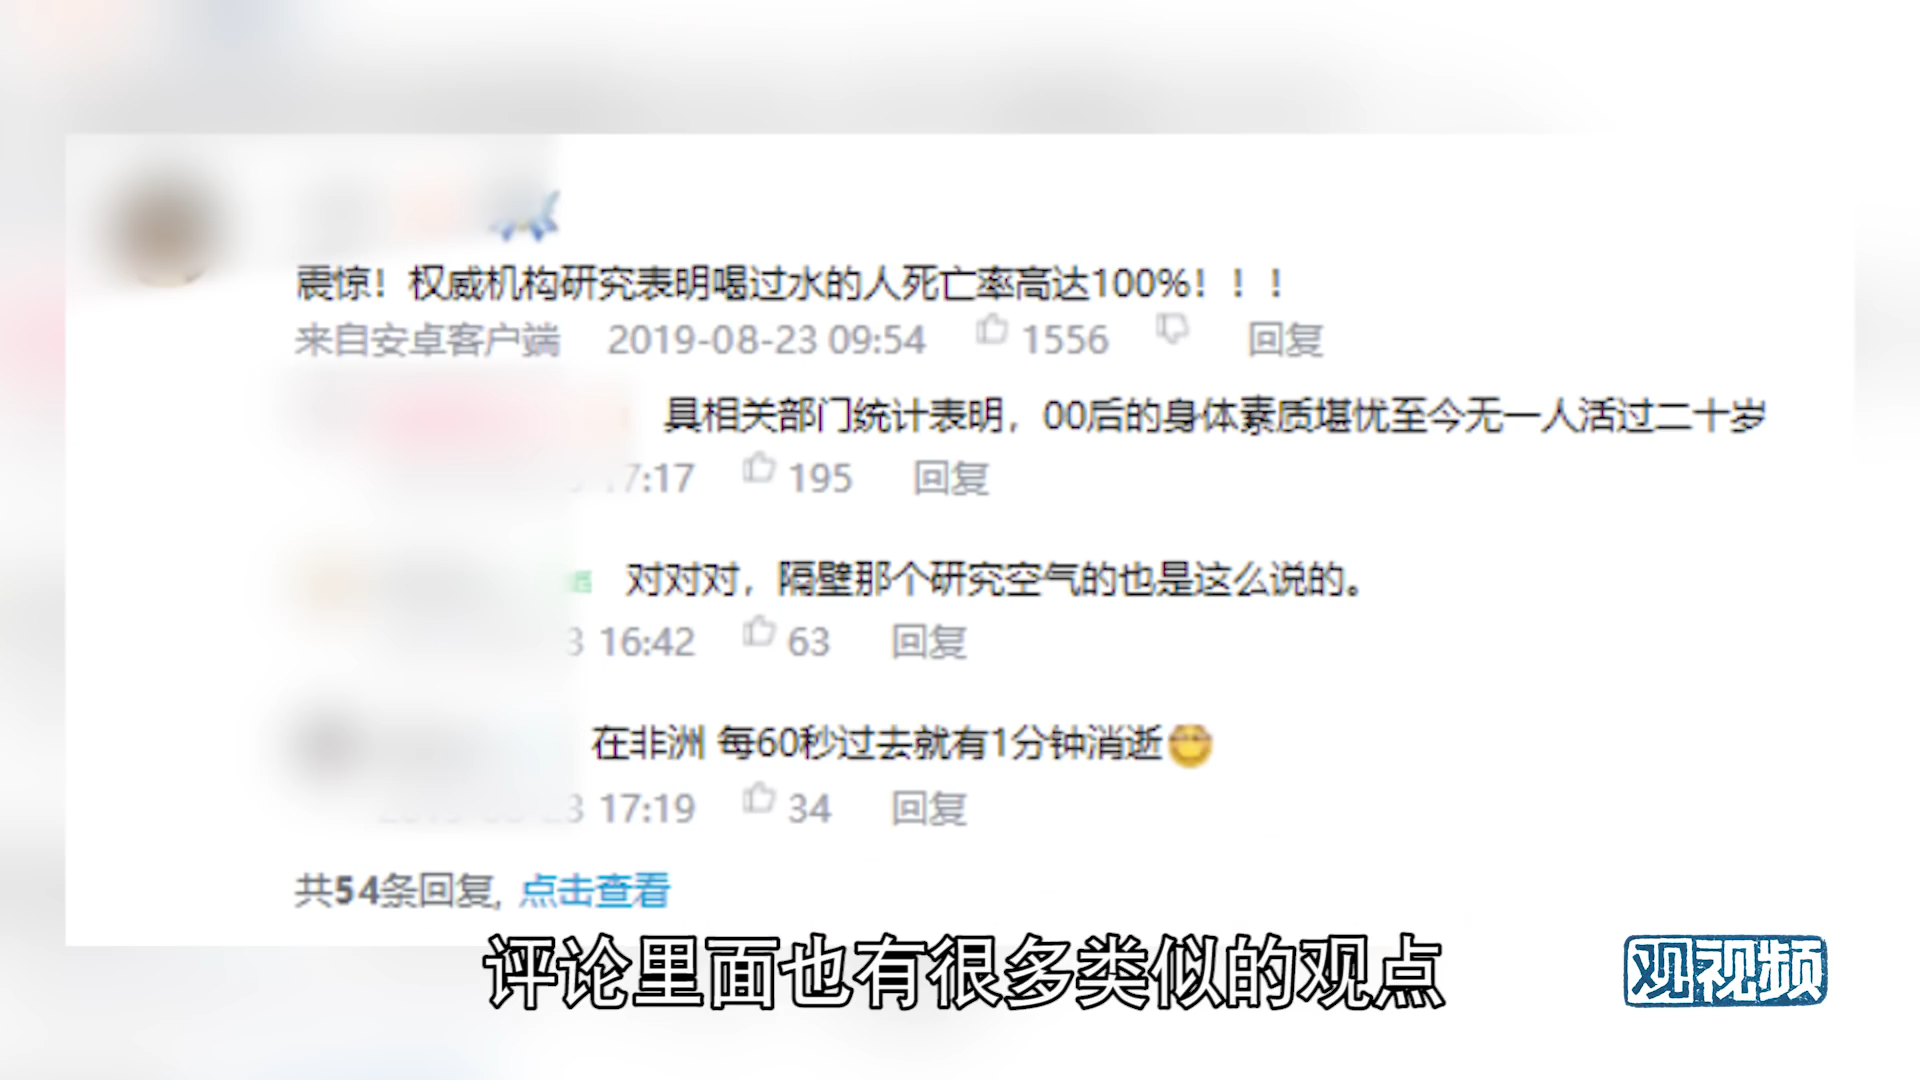 震惊！权威机构研究表明喝过水的人死亡率高达100%！！！
来自安卓客户端 2019-08-23 09:54 1556 回复
具相关部门统计表明，00后的身体素质堪忧至今无一人活过二十岁
17:17 195 回复
对对对，隔壁那个研究空气的也是这么说的。
3 16:42 63 回复
在非洲 每60秒过去就有1分钟消逝
3 17:19 34 回复
共54条回复, 点击查看
评论里面也有很多类似的观点
观视频